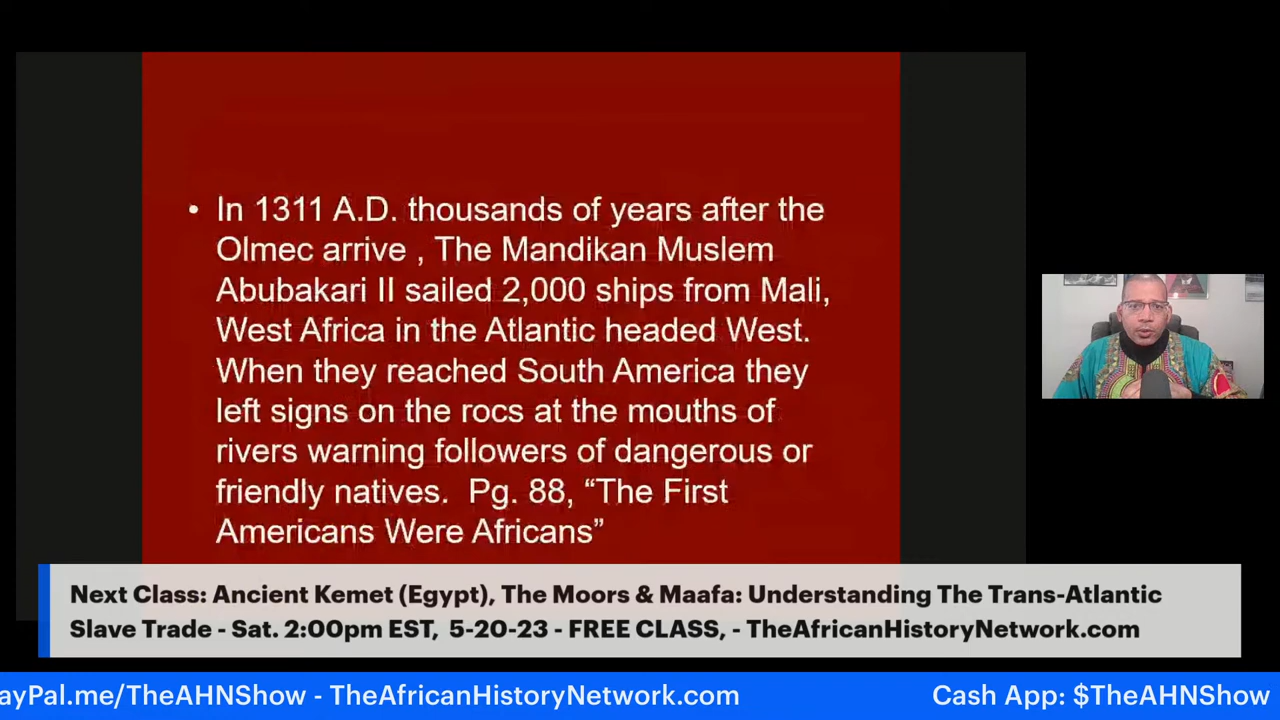 • In 1311 A.D. thousands of years after the
Olmec arrive , The Mandikan Muslem
Abubakari II sailed 2,000 ships from Mali,
West Africa in the Atlantic headed West.
When they reached South America they
left signs on the rocs at the mouths of
rivers warning followers of dangerous or
friendly natives.  Pg. 88, “The First
Americans Were Africans”
Next Class: Ancient Kemet (Egypt), The Moors & Maafa: Understanding The Trans-Atlantic
Slave Trade - Sat. 2:00pm EST,  5-20-23 - FREE CLASS, - TheAfricanHistoryNetwork.com
ayPal.me/TheAHNShow - TheAfricanHistoryNetwork.com
Cash App: $TheAHNShow